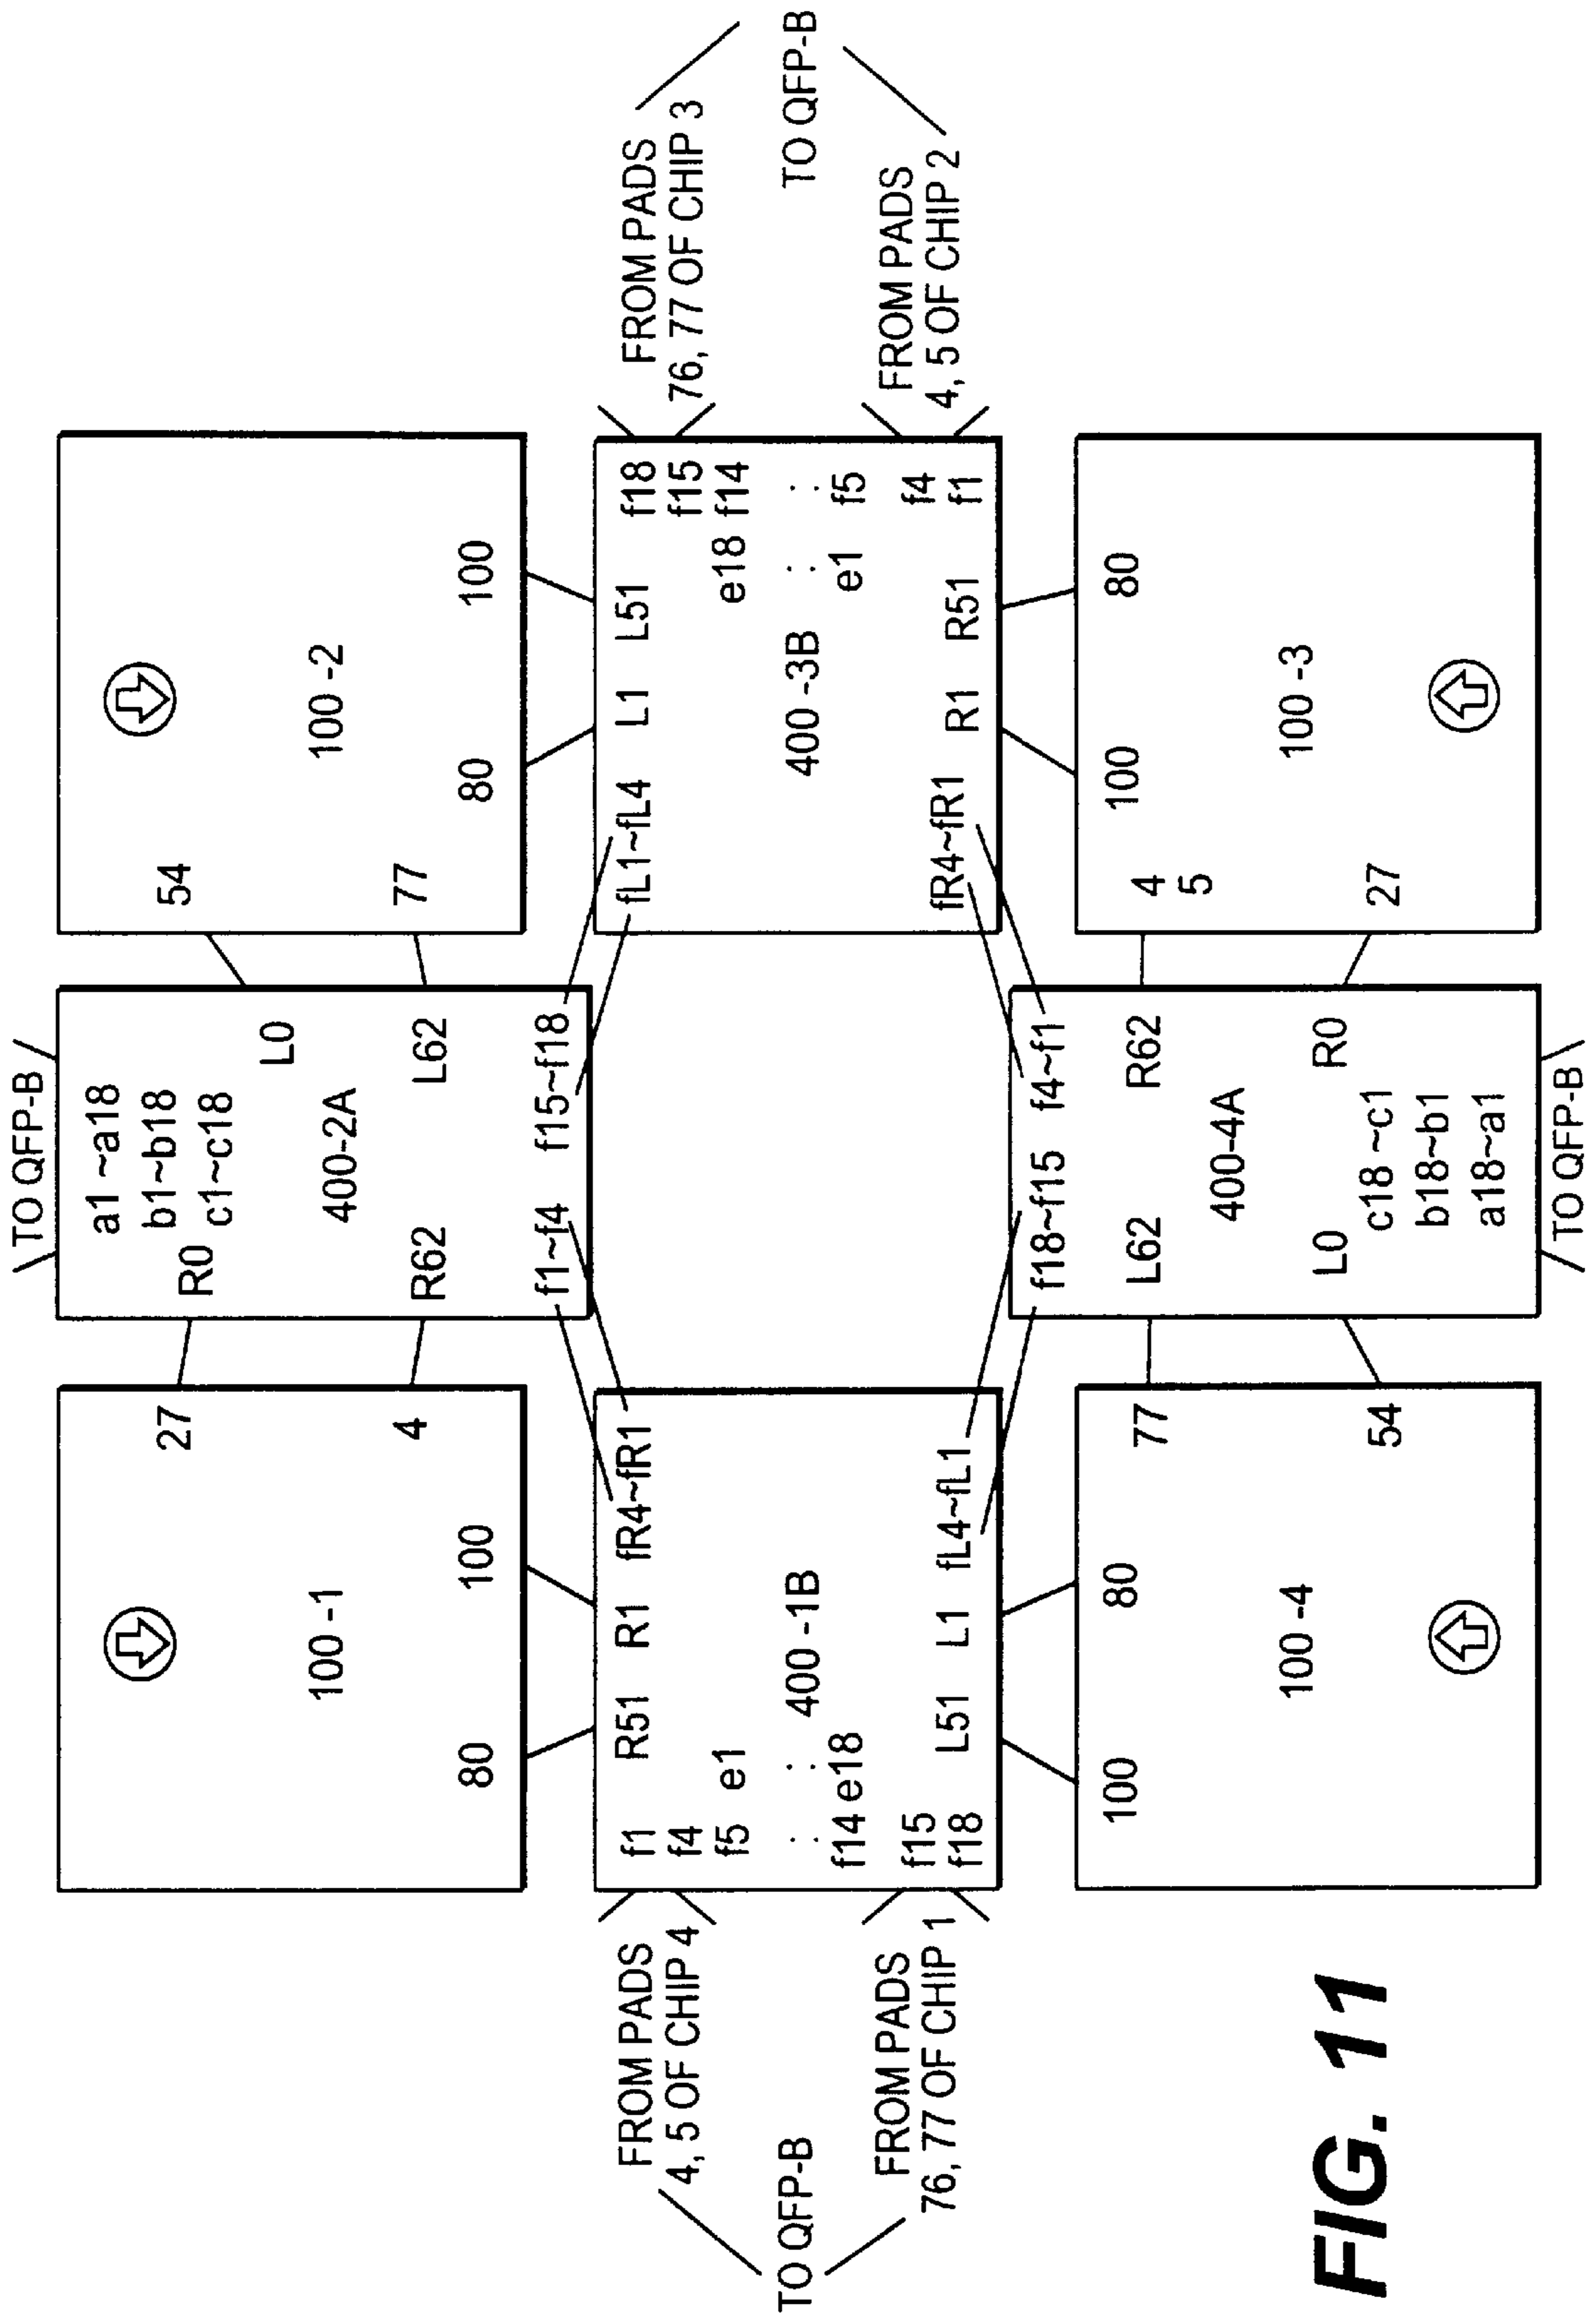 TO QFP-B
100 -1
27
4
80
100
a1 ~a18
b1~b18
c1~c18
R0
L0
400-2A
R62
L62
f1~f4
f15~f18
54
77
100 -2
80
100
FROM PADS
4, 5 OF CHIP 4
TO QFP-B
FROM PADS
76, 77 OF CHIP 1
f1
f4
f5
:
f14
f15
f18
e1
:
e18
R51
R1
fR4~fR1
400 -1B
L51
L1
fL4~fL1
fL1~fL4
L1
L51
400 -3B
fR4~fR1
R1
R51
e18
:
e1
f18
f15
f14
:
f5
f4
f1
FROM PADS
76, 77 OF CHIP 3
TO QFP-B
FROM PADS
4, 5 OF CHIP 2
100
80
77
54
100 -4
f18~f15
f4~f1
L62
R62
400-4A
L0
R0
c18 ~c1
b18~b1
a18~a1
TO QFP-B
4
5
27
100
80
100 -3
FIG. 11